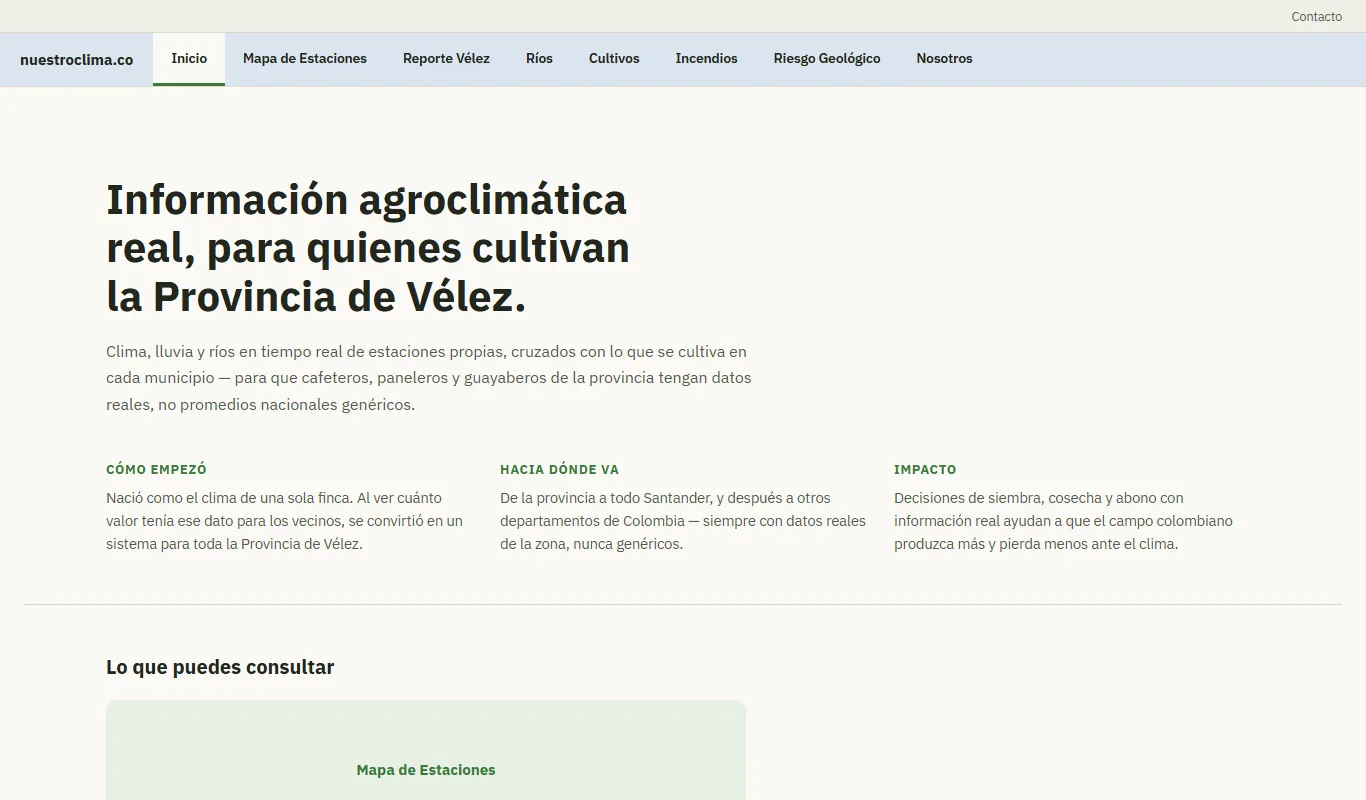 Contacto
nuestroclima.co
Inicio
Mapa de Estaciones
Reporte Vélez
Ríos
Cultivos
Incendios
Riesgo Geológico
Nosotros
Información agroclimática
real, para quienes cultivan
la Provincia de Vélez.
Clima, lluvia y ríos en tiempo real de estaciones propias, cruzados con lo que se cultiva en
cada municipio — para que cafeteros, paneleros y guayaberos de la provincia tengan datos
reales, no promedios nacionales genéricos.
CÓMO EMPEZÓ
Nació como el clima de una sola finca. Al ver cuánto
valor tenía ese dato para los vecinos, se convirtió en un
sistema para toda la Provincia de Vélez.
HACIA DÓNDE VA
De la provincia a todo Santander, y después a otros
departamentos de Colombia — siempre con datos reales
de la zona, nunca genéricos.
IMPACTO
Decisiones de siembra, cosecha y abono con
información real ayudan a que el campo colombiano
produzca más y pierda menos ante el clima.
Lo que puedes consultar
Mapa de Estaciones